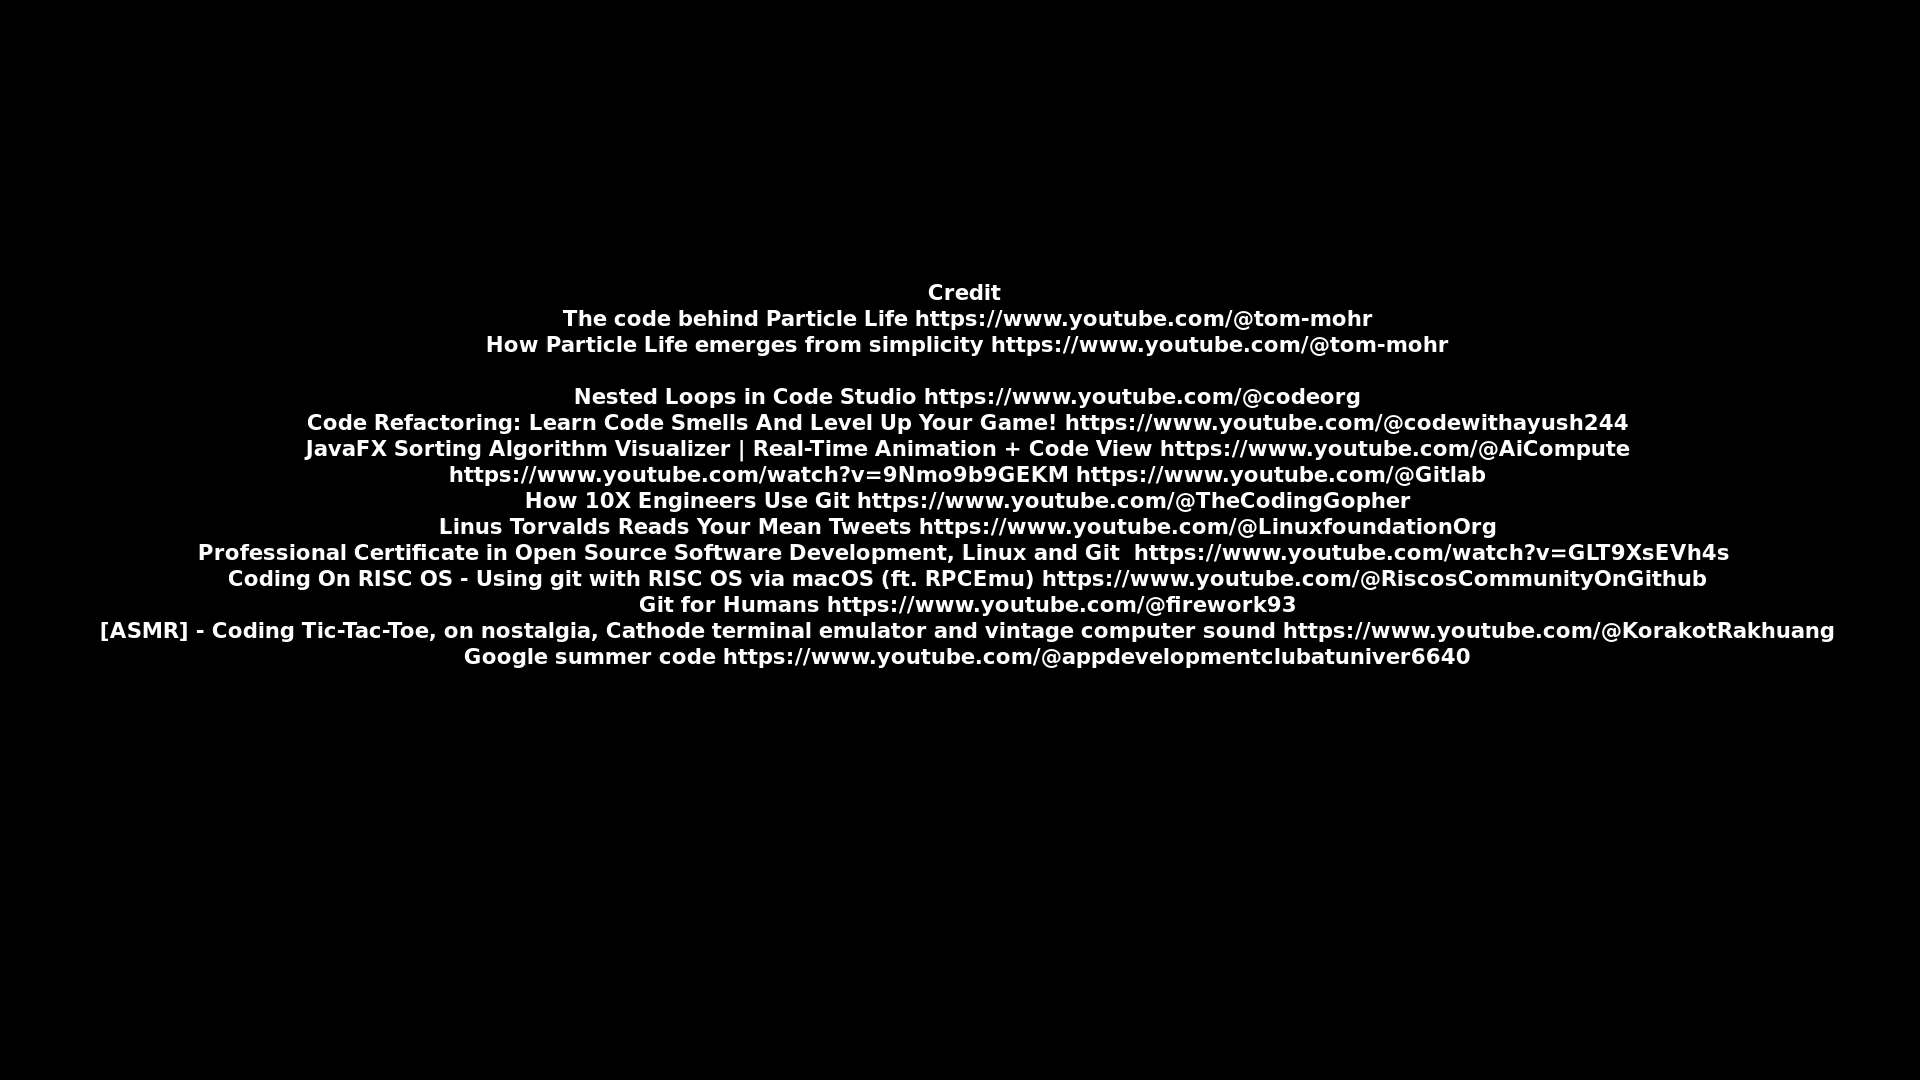 Credit
The code behind Particle Life https://www.youtube.com/@tom-mohr
How Particle Life emerges from simplicity https://www.youtube.com/@tom-mohr
Nested Loops in Code Studio https://www.youtube.com/@codeorg
Code Refactoring: Learn Code Smells And Level Up Your Game! https://www.youtube.com/@codewithayush244
JavaFX Sorting Algorithm Visualizer | Real-Time Animation + Code View https://www.youtube.com/@AiCompute
https://www.youtube.com/watch?v=9Nmo9b9GEKM https://www.youtube.com/@Gitlab
How 10X Engineers Use Git https://www.youtube.com/@TheCodingGopher
Linus Torvalds Reads Your Mean Tweets https://www.youtube.com/@LinuxfoundationOrg
Professional Certificate in Open Source Software Development, Linux and Git  https://www.youtube.com/watch?v=GLT9XsEVh4s
Coding On RISC OS - Using git with RISC OS via macOS (ft. RPCEmu) https://www.youtube.com/@RiscosCommunityOnGithub
Git for Humans https://www.youtube.com/@firework93
[ASMR] - Coding Tic-Tac-Toe, on nostalgia, Cathode terminal emulator and vintage computer sound https://www.youtube.com/@KorakotRakhuang
Google summer code https://www.youtube.com/@appdevelopmentclubatuniver6640